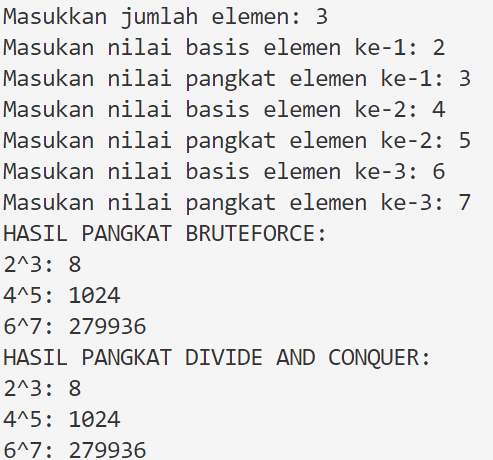 Masukkan jumlah elemen: 3
Masukan nilai basis elemen ke-1: 2
Masukan nilai pangkat elemen ke-1: 3
Masukan nilai basis elemen ke-2: 4
Masukan nilai pangkat elemen ke-2: 5
Masukan nilai basis elemen ke-3: 6
Masukan nilai pangkat elemen ke-3: 7
HASIL PANGKAT BRUTEFORCE:
2^3: 8
4^5: 1024
6^7: 279936
HASIL PANGKAT DIVIDE AND CONQUER:
2^3: 8
4^5: 1024
6^7: 279936